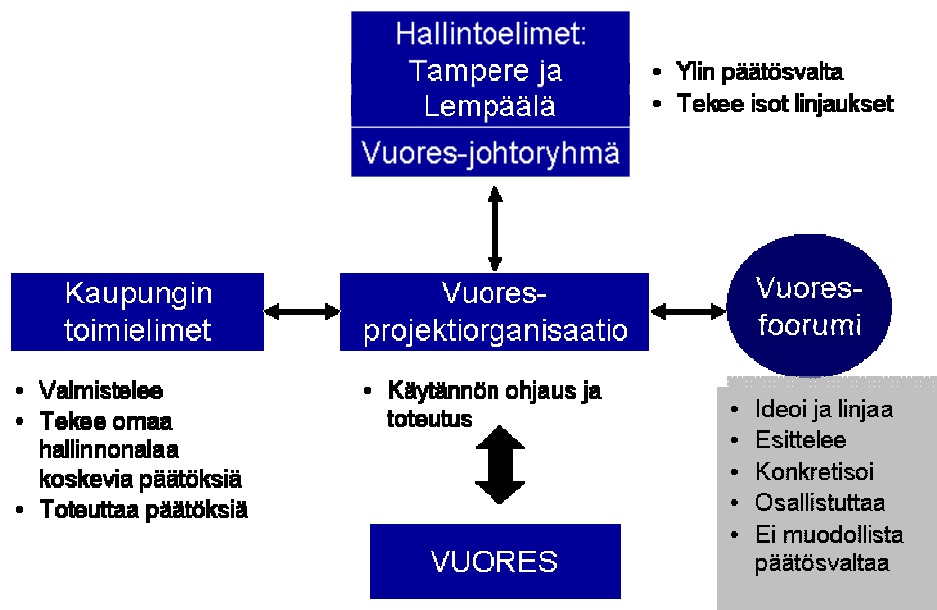 Hallintoelimet:
Tampere ja
Lempäälä
Vuores-johtoryhmä
• Ylin päätösvalta
• Tekee isot linjaukset
Kaupungin
toimielimet
Vuores-
projektiorganisaatio
Vuores-
foorumi
• Valmistelee
• Tekee omaa
hallinnonalaa
koskevia päätöksiä
• Toteuttaa päätöksiä
• Käytännön ohjaus ja
toteutus
• Ideoi ja linjaa
• Esittelee
• Konkretisoi
• Osallistuttaa
• Ei muodollista
päätösvaltaa
VUORES